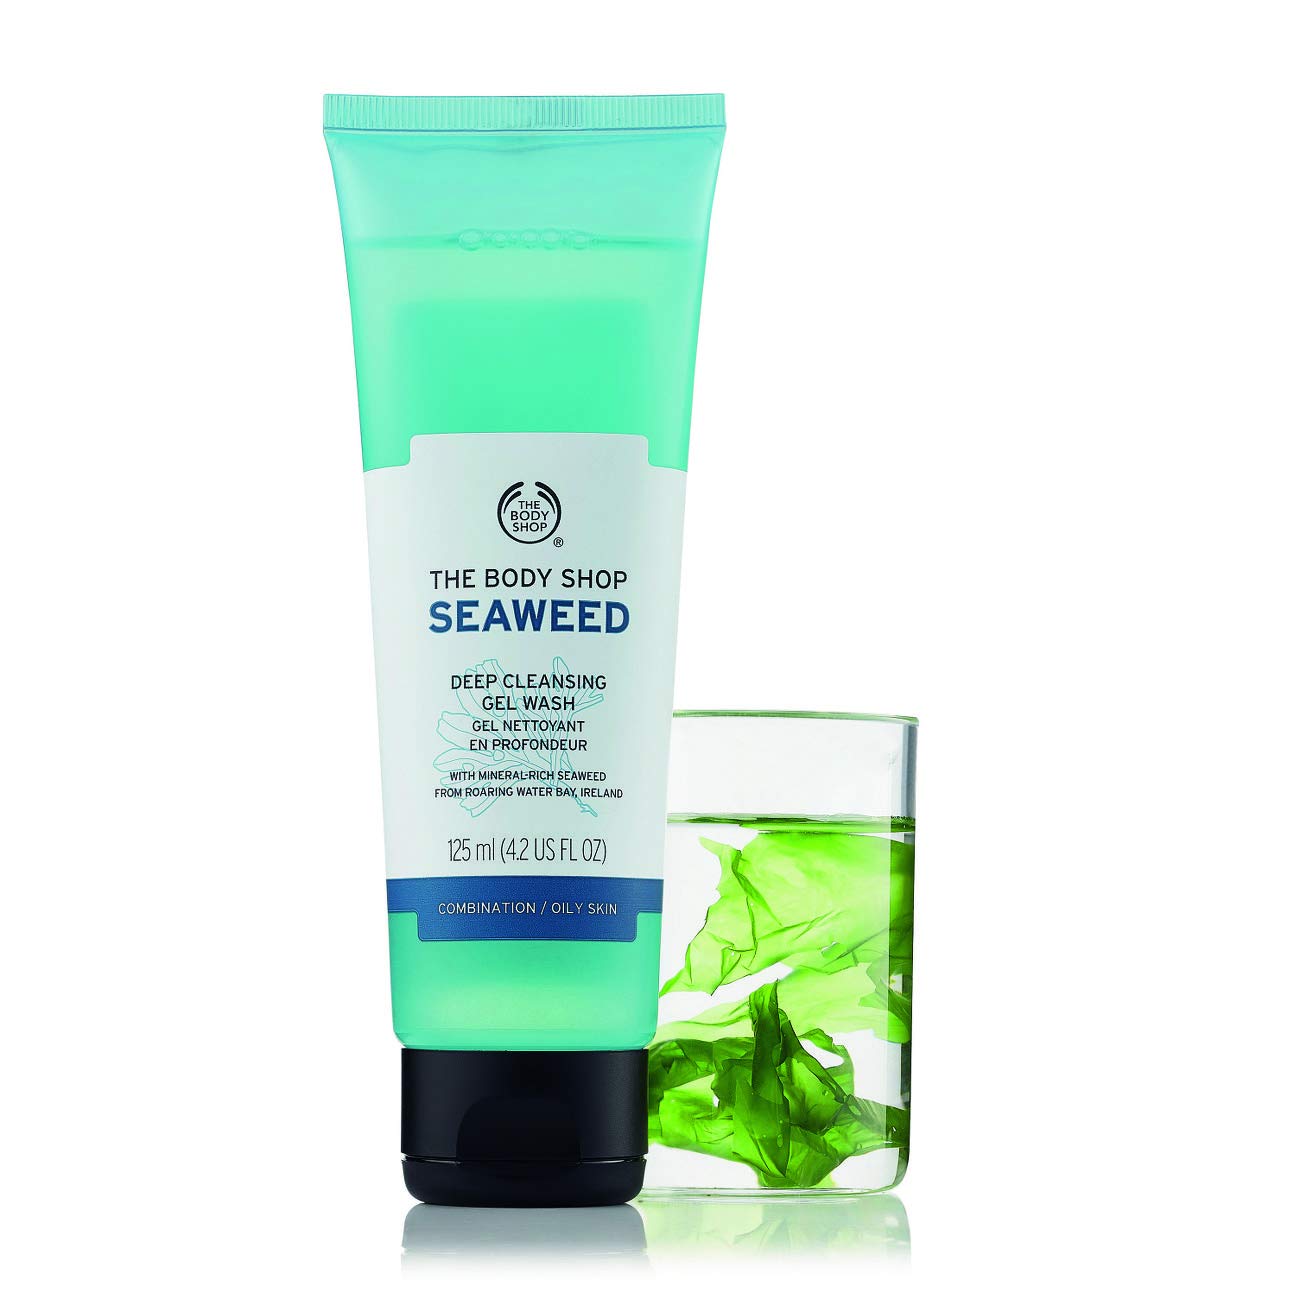 THE
BODY
SHOP
®
THE BODY SHOP
SEAWEED
DEEP CLEANSING
GEL WASH
GEL NETTOYANT
EN PROFONDEUR
WITH MINERAL-RICH SEAWEED
FROM ROARING WATER BAY, IRELAND
125 ml (4.2 US FL OZ)
COMBINATION / OILY SKIN